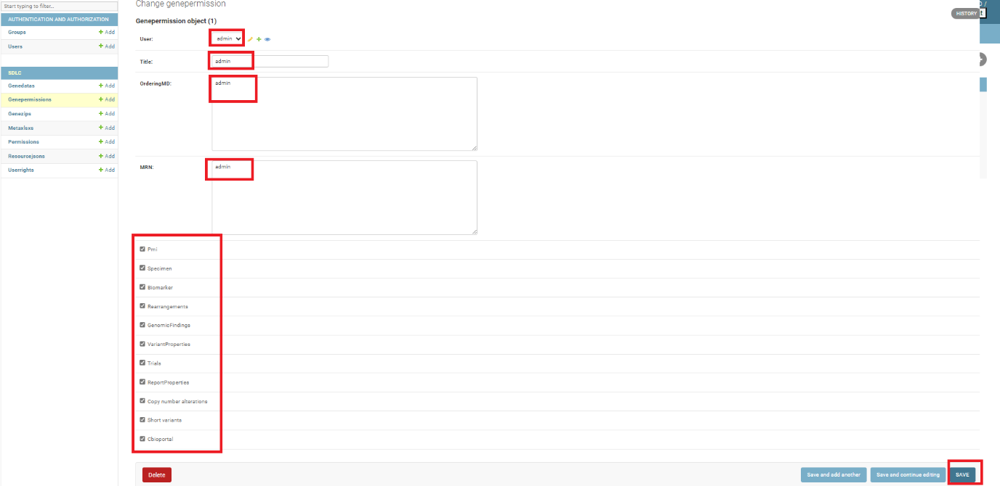 Start typing to filter...
AUTHENTICATION AND AUTHORIZATION
Groups + Add
Users + Add
SDLC
Genedatas + Add
Genepermissions + Add
Genezips + Add
Metaxlsxs + Add
Permissions + Add
Resourcejsons + Add
Userrights + Add
Change genepermission
HISTORY
Genepermission object (1)
User: admin
Title: admin
OrderingMD: admin
MRN: admin
Pmi
Specimen
Biomarker
Rearrangements
GenomicFindings
VariantProperties
Trials
ReportProperties
Copy number alterations
Short variants
Cbioportal
Delete
Save and add another
Save and continue editing
SAVE